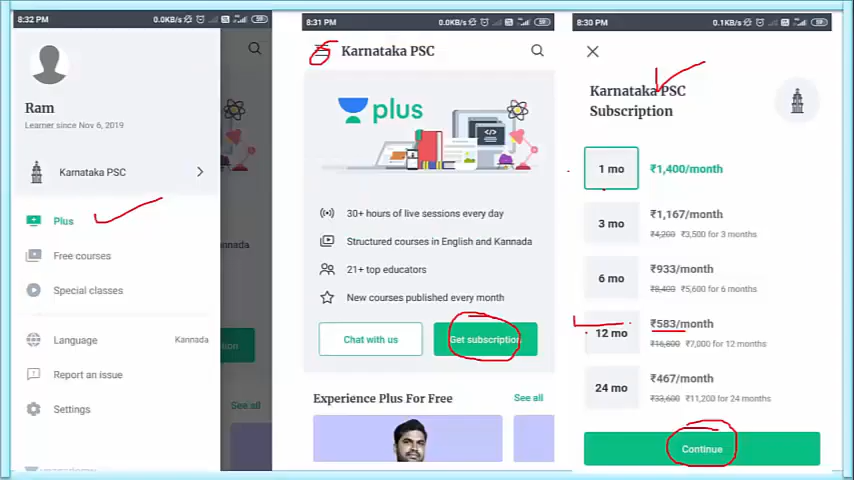 8:32 PM
0.0KB/s
59
Ram
Learner since Nov 6, 2019
Karnataka PSC
Plus
Free courses
Special classes
Language
Kannada
Report an issue
Settings
See all
8:31 PM
0.0KB/s
59
Karnataka PSC
plus
30+ hours of live sessions every day
Structured courses in English and Kannada
21+ top educators
New courses published every month
Chat with us
Get subscription
Experience Plus For Free
See all
8:30 PM
0.1KB/s
59
Karnataka PSC
Subscription
1 mo
₹1,400/month
3 mo
₹1,167/month
₹4,200 ₹3,500 for 3 months
6 mo
₹933/month
₹8,400 ₹5,600 for 6 months
12 mo
₹583/month
₹16,800 ₹7,000 for 12 months
24 mo
₹467/month
₹33,600 ₹11,200 for 24 months
Continue